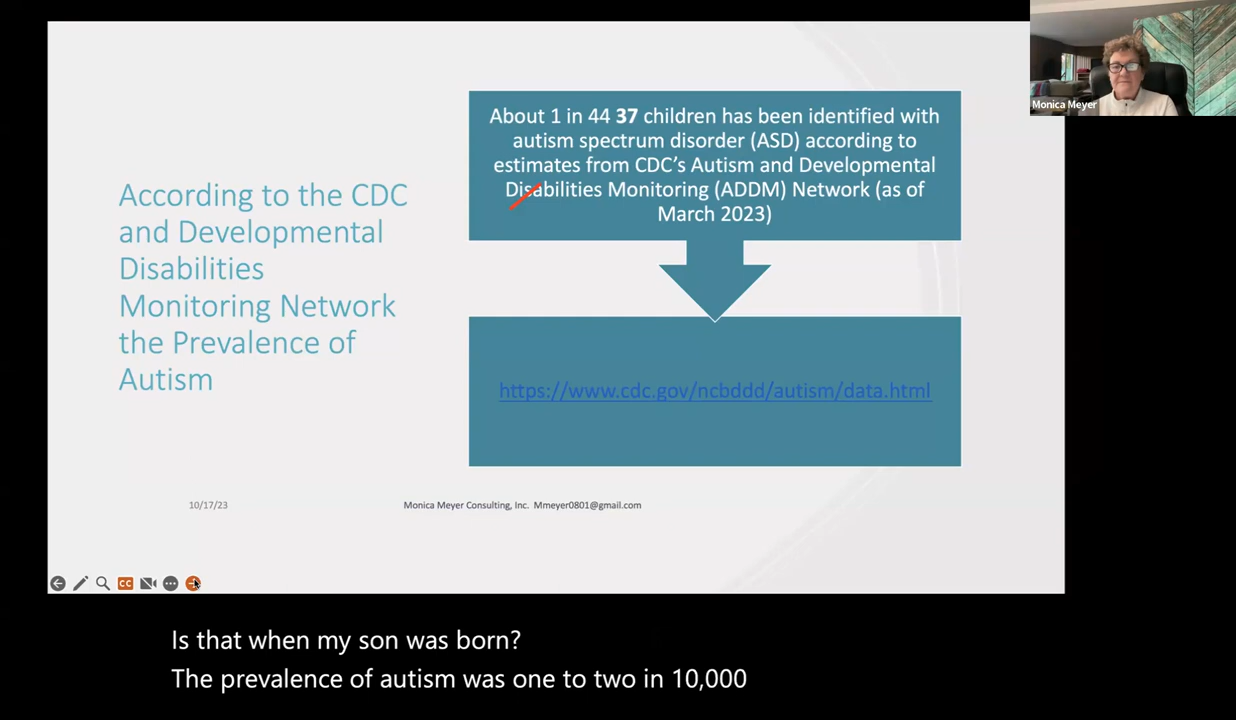 Monica Meyer
According to the CDC
and Developmental
Disabilities
Monitoring Network
the Prevalence of
Autism
About 1 in 44 37 children has been identified with
autism spectrum disorder (ASD) according to
estimates from CDC's Autism and Developmental
Disabilities Monitoring (ADDM) Network (as of
March 2023)
https://www.cdc.gov/ncbddd/autism/data.html
10/17/23
Monica Meyer Consulting, Inc. Mmeyer0801@gmail.com
CC
Is that when my son was born?
The prevalence of autism was one to two in 10,000